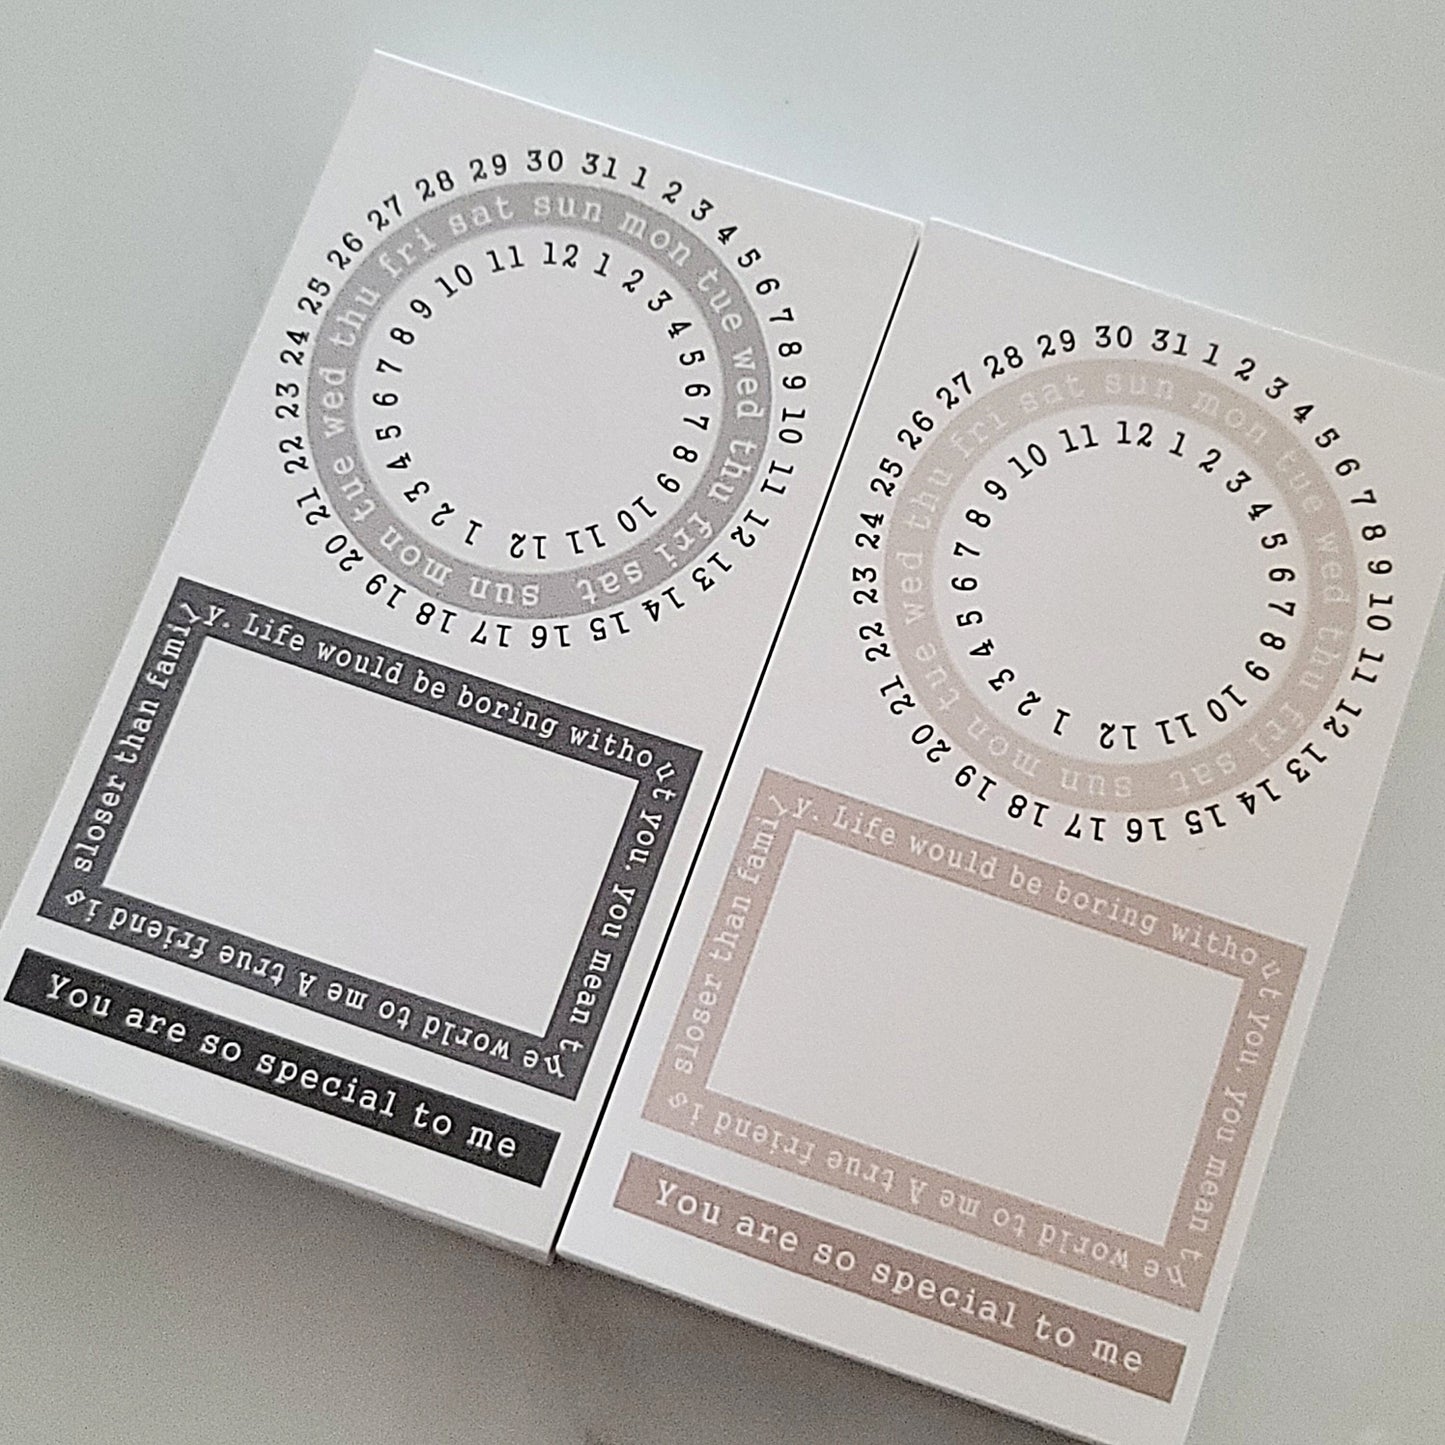 1 2 3 4 5 6 7 8 9 10 11 12 13 14 15 16 17 18 19 20 21 22 23 24 25 26 27 28 29 30 31
sun mon tue wed thu fri sat sun mon tue wed thu fri sat
1 2 3 4 5 6 7 8 9 10 11 12 1 2 3 4 5 6 7 8 9 10 11 12
A true friend is sloser than family. Life would be boring without you, you mean the world to me
You are so special to me
1 2 3 4 5 6 7 8 9 10 11 12 13 14 15 16 17 18 19 20 21 22 23 24 25 26 27 28 29 30 31
sun mon tue wed thu fri sat sun mon tue wed thu fri sat
1 2 3 4 5 6 7 8 9 10 11 12 1 2 3 4 5 6 7 8 9 10 11 12
A true friend is sloser than family. Life would be boring without you, you mean the world to me
You are so special to me